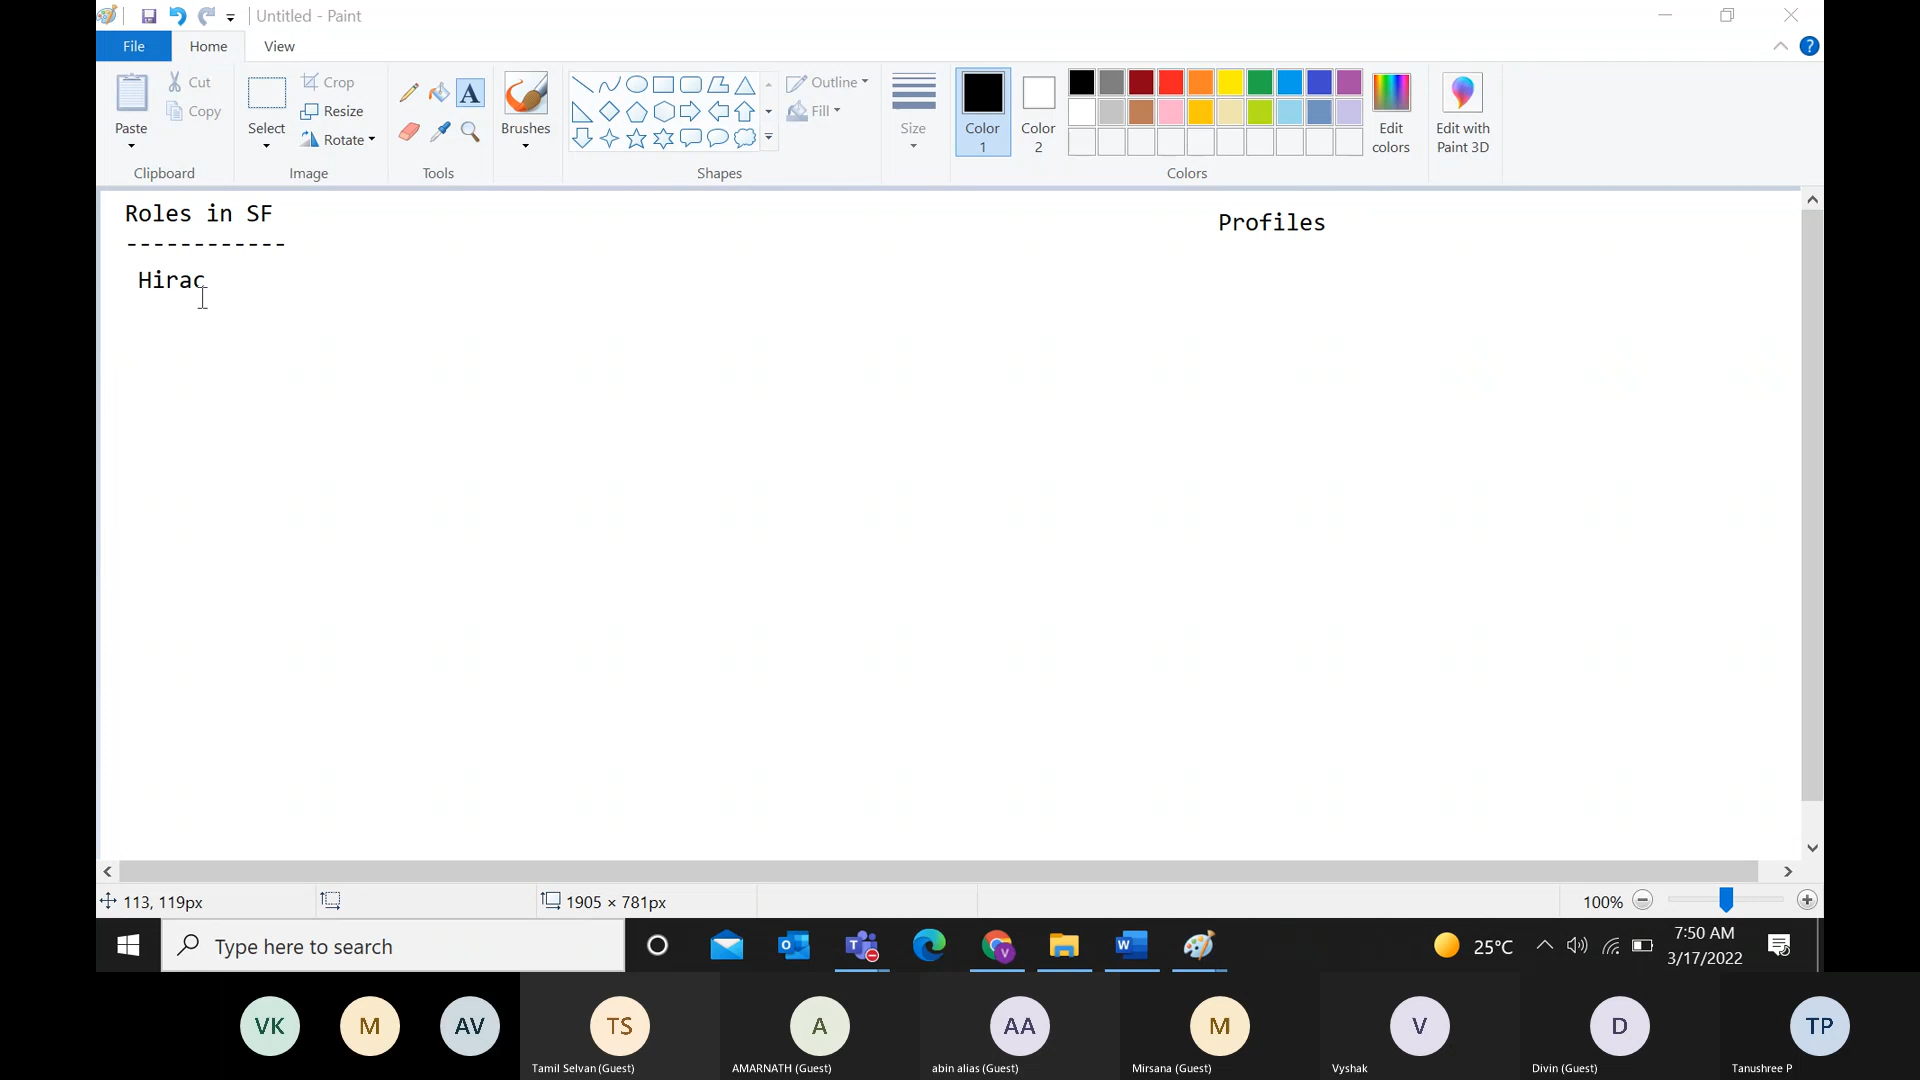 Untitled - Paint
File Home View
Paste
Cut
Copy
Clipboard
Select
Crop
Resize
Rotate
Image
A
Tools
Brushes
Shapes
Outline
Fill
Size
Color 1
Color 2
Edit colors
Edit with Paint 3D
Colors
Roles in SF
------------
Hirac
Profiles
113, 119px
1905 × 781px
100%
Type here to search
25°C
7:50 AM
3/17/2022
VK M AV TS A AA M V D TP
Tamil Selvan (Guest) AMARNATH (Guest) abin alias (Guest) Mirsana (Guest) Vyshak Divin (Guest) Tanushree P